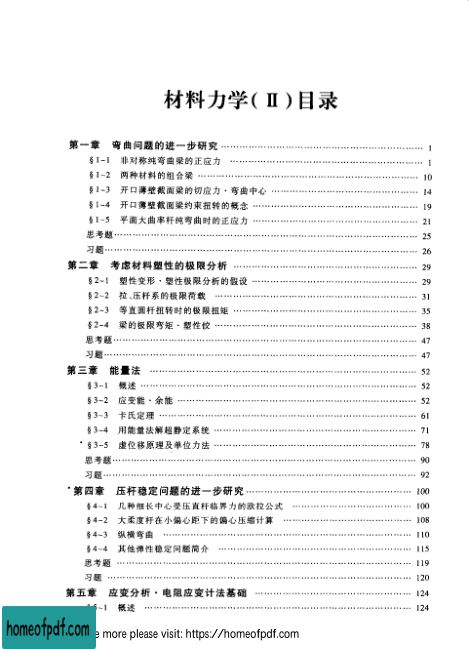 材料力学(Ⅱ)目录
第一章 弯曲问题的进一步研究 1
§1-1 非对称纯弯曲梁的正应力 1
§1-2 两种材料的组合梁 10
§1-3 开口薄壁截面梁的切应力·弯曲中心 14
§1-4 开口薄壁截面梁约束扭转的概念 19
§1-5 平面大曲率杆纯弯曲时的正应力 21
思考题 25
习题 26
第二章 考虑材料塑性的极限分析 29
§2-1 塑性变形·塑性极限分析的假设 29
§2-2 拉、压杆系的极限荷载 31
§2-3 等直圆杆扭转时的极限扭矩 35
§2-4 梁的极限弯矩·塑性铰 38
思考题 47
习题 47
第三章 能量法 52
§3-1 概述 52
§3-2 应变能·余能 52
§3-3 卡氏定理 61
§3-4 用能量法解超静定系统 71
*§3-5 虚位移原理及单位力法 78
思考题 90
习题 92
*第四章 压杆稳定问题的进一步研究 100
§4-1 几种细长中心受压直杆临界力的欧拉公式 100
§4-2 大柔度杆在小偏心距下的偏心压缩计算 108
§4-3 纵横弯曲 110
§4-4 其他弹性稳定问题简介 115
思考题 119
习题 120
第五章 应变分析·电阻应变计法基础 124
5-1 概述 124
homeofpdf.com
e more please visit: https://homeofpdf.com